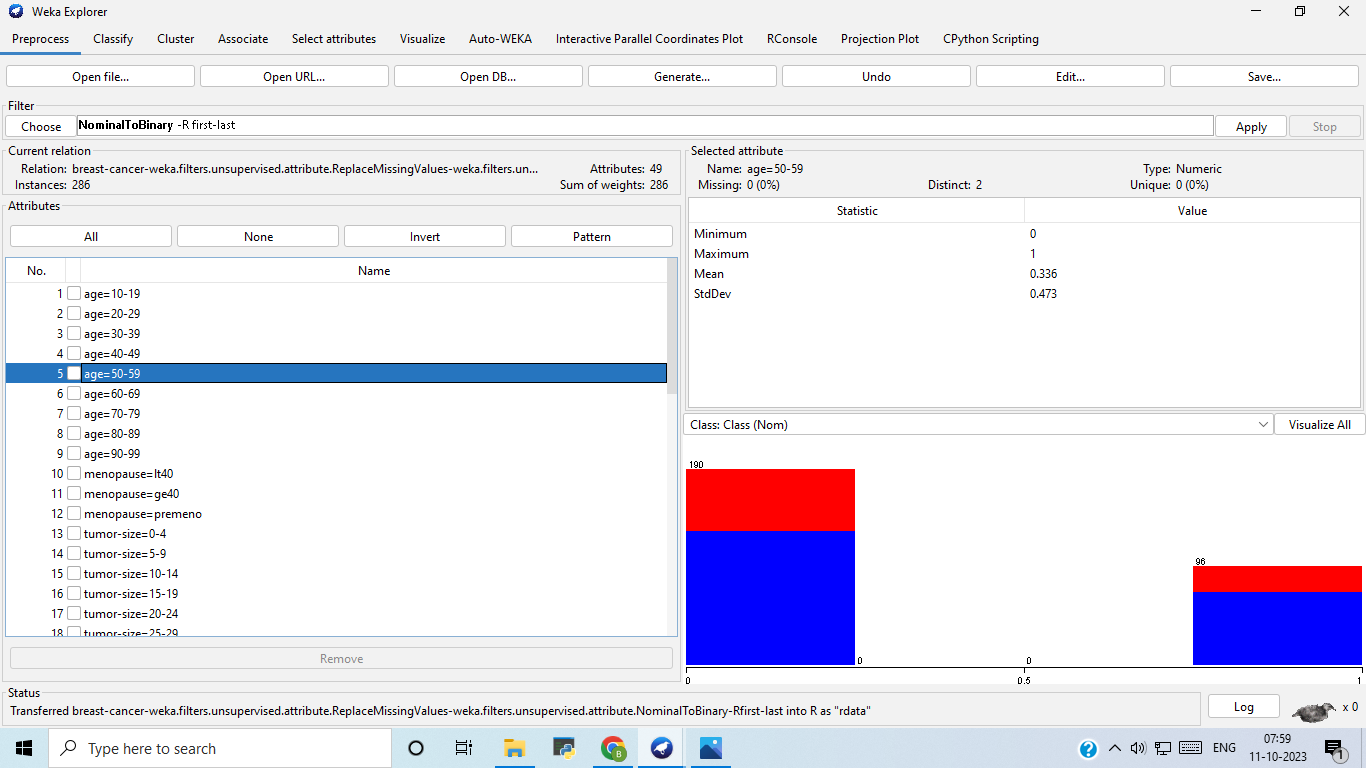 Weka Explorer
Preprocess Classify Cluster Associate Select attributes Visualize Auto-WEKA Interactive Parallel Coordinates Plot RConsole Projection Plot CPython Scripting
Open file... Open URL... Open DB... Generate... Undo Edit... Save...
Filter
Choose NominalToBinary -R first-last Apply Stop
Current relation
Relation: breast-cancer-weka.filters.unsupervised.attribute.ReplaceMissingValues-weka.filters.un... Attributes: 49
Instances: 286 Sum of weights: 286
Attributes
All None Invert Pattern
No. Name
1 age=10-19
2 age=20-29
3 age=30-39
4 age=40-49
5 age=50-59
6 age=60-69
7 age=70-79
8 age=80-89
9 age=90-99
10 menopause=lt40
11 menopause=ge40
12 menopause=premeno
13 tumor-size=0-4
14 tumor-size=5-9
15 tumor-size=10-14
16 tumor-size=15-19
17 tumor-size=20-24
18 tumor-size=25-29
Remove
Selected attribute
Name: age=50-59 Type: Numeric
Missing: 0 (0%) Distinct: 2 Unique: 0 (0%)
Statistic Value
Minimum 0
Maximum 1
Mean 0.336
StdDev 0.473
Class: Class (Nom) Visualize All
190
96
0 0
0 0.5 1
Status
Transferred breast-cancer-weka.filters.unsupervised.attribute.ReplaceMissingValues-weka.filters.unsupervised.attribute.NominalToBinary-Rfirst-last into R as "rdata"
Log x 0
Type here to search
B
ENG
07:59
11-10-2023
1